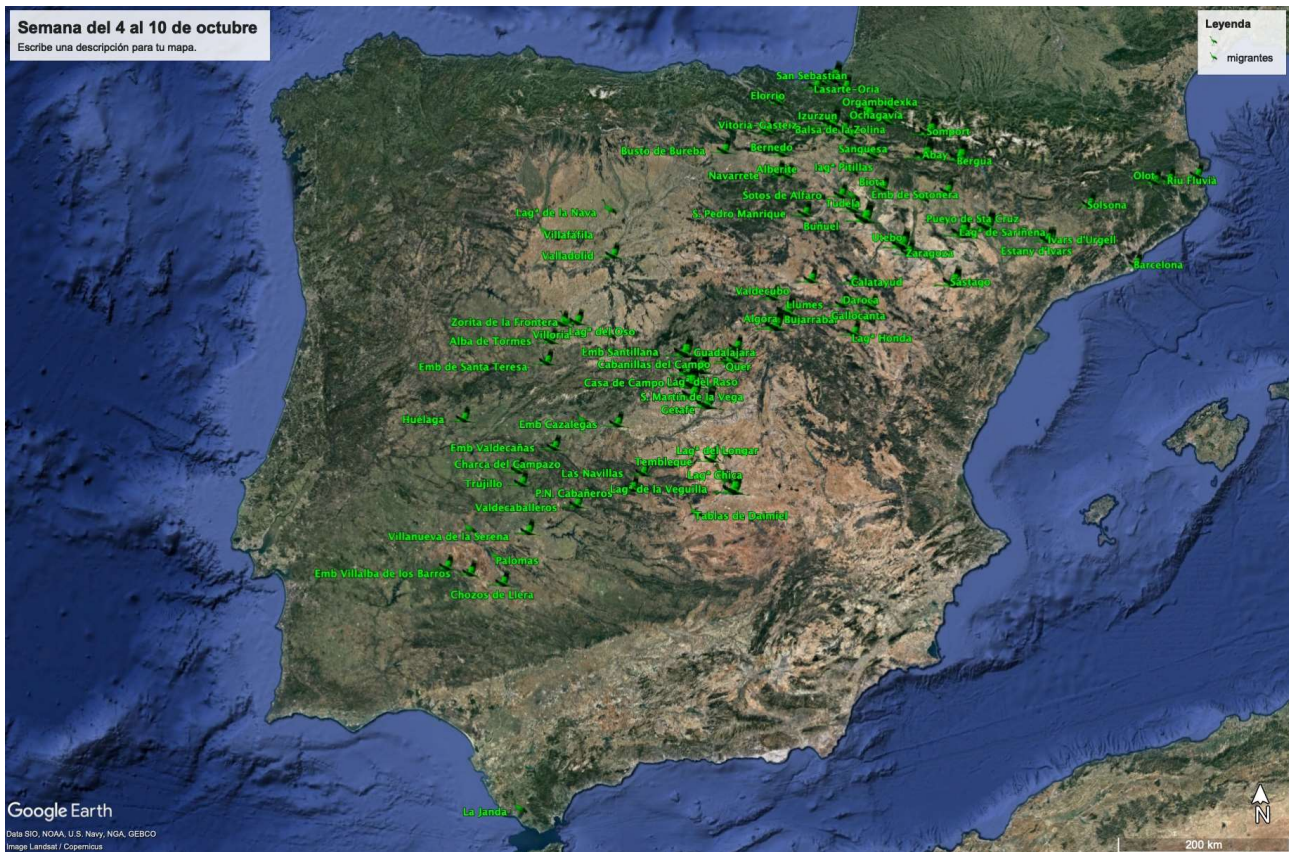 Semana del 4 al 10 de octubre
Escribe una descripción para tu mapa.
Leyenda
migrantes
San Sebastián
Lasarte-Oria
Elorrio
Orgambidexka
Izurzun
Ochagavia
Vitoria-Gasteiz
Balsa de la Zolina
Somport
Busto de Bureba
Bernedo
Sangüesa
Abay
Bergua
Navarrete
Alberite
lagª Pitillas
Olot
Riu Fluvià
Biota
Sotos de Alfaro
Emb de Sotonera
Tudela
Solsona
Lagª de la Nava
S. Pedro Manrique
Pueyo de Sta Cruz
Buñuel
Lagª de Sariñena
Villafáfila
Utebo
Ivars d'Urgell
Valladolid
Zaragoza
Estany d'Ivars
Barcelona
Valdecubo
Calatayud
Sástago
Llumes
Daroca
Zorita de la Frontera
Algora
Bujarrabal
Gallocanta
Villoria
Lagª del Oso
Alba de Tormes
Lagª Honda
Emb Santillana
Guadalajara
Emb de Santa Teresa
Cabanillas del Campo
Quer
Casa de Campo
Lagª del Raso
S. Martín de la Vega
Getafe
Huélaga
Emb Cazalegas
Emb Valdecañas
Lagª del Longar
Charca del Campazo
Tembleque
Las Navillas
Lagª Chica
Trujillo
P.N. Cabañeros
Lagª de la Veguilla
Valdecaballeros
Tablas de Daimiel
Villanueva de la Serena
Palomas
Emb Villalba de los Barros
Chozos de Llera
La Janda
Google Earth
Data SIO, NOAA, U.S. Navy, NGA, GEBCO
Image Landsat / Copernicus
N
200 km